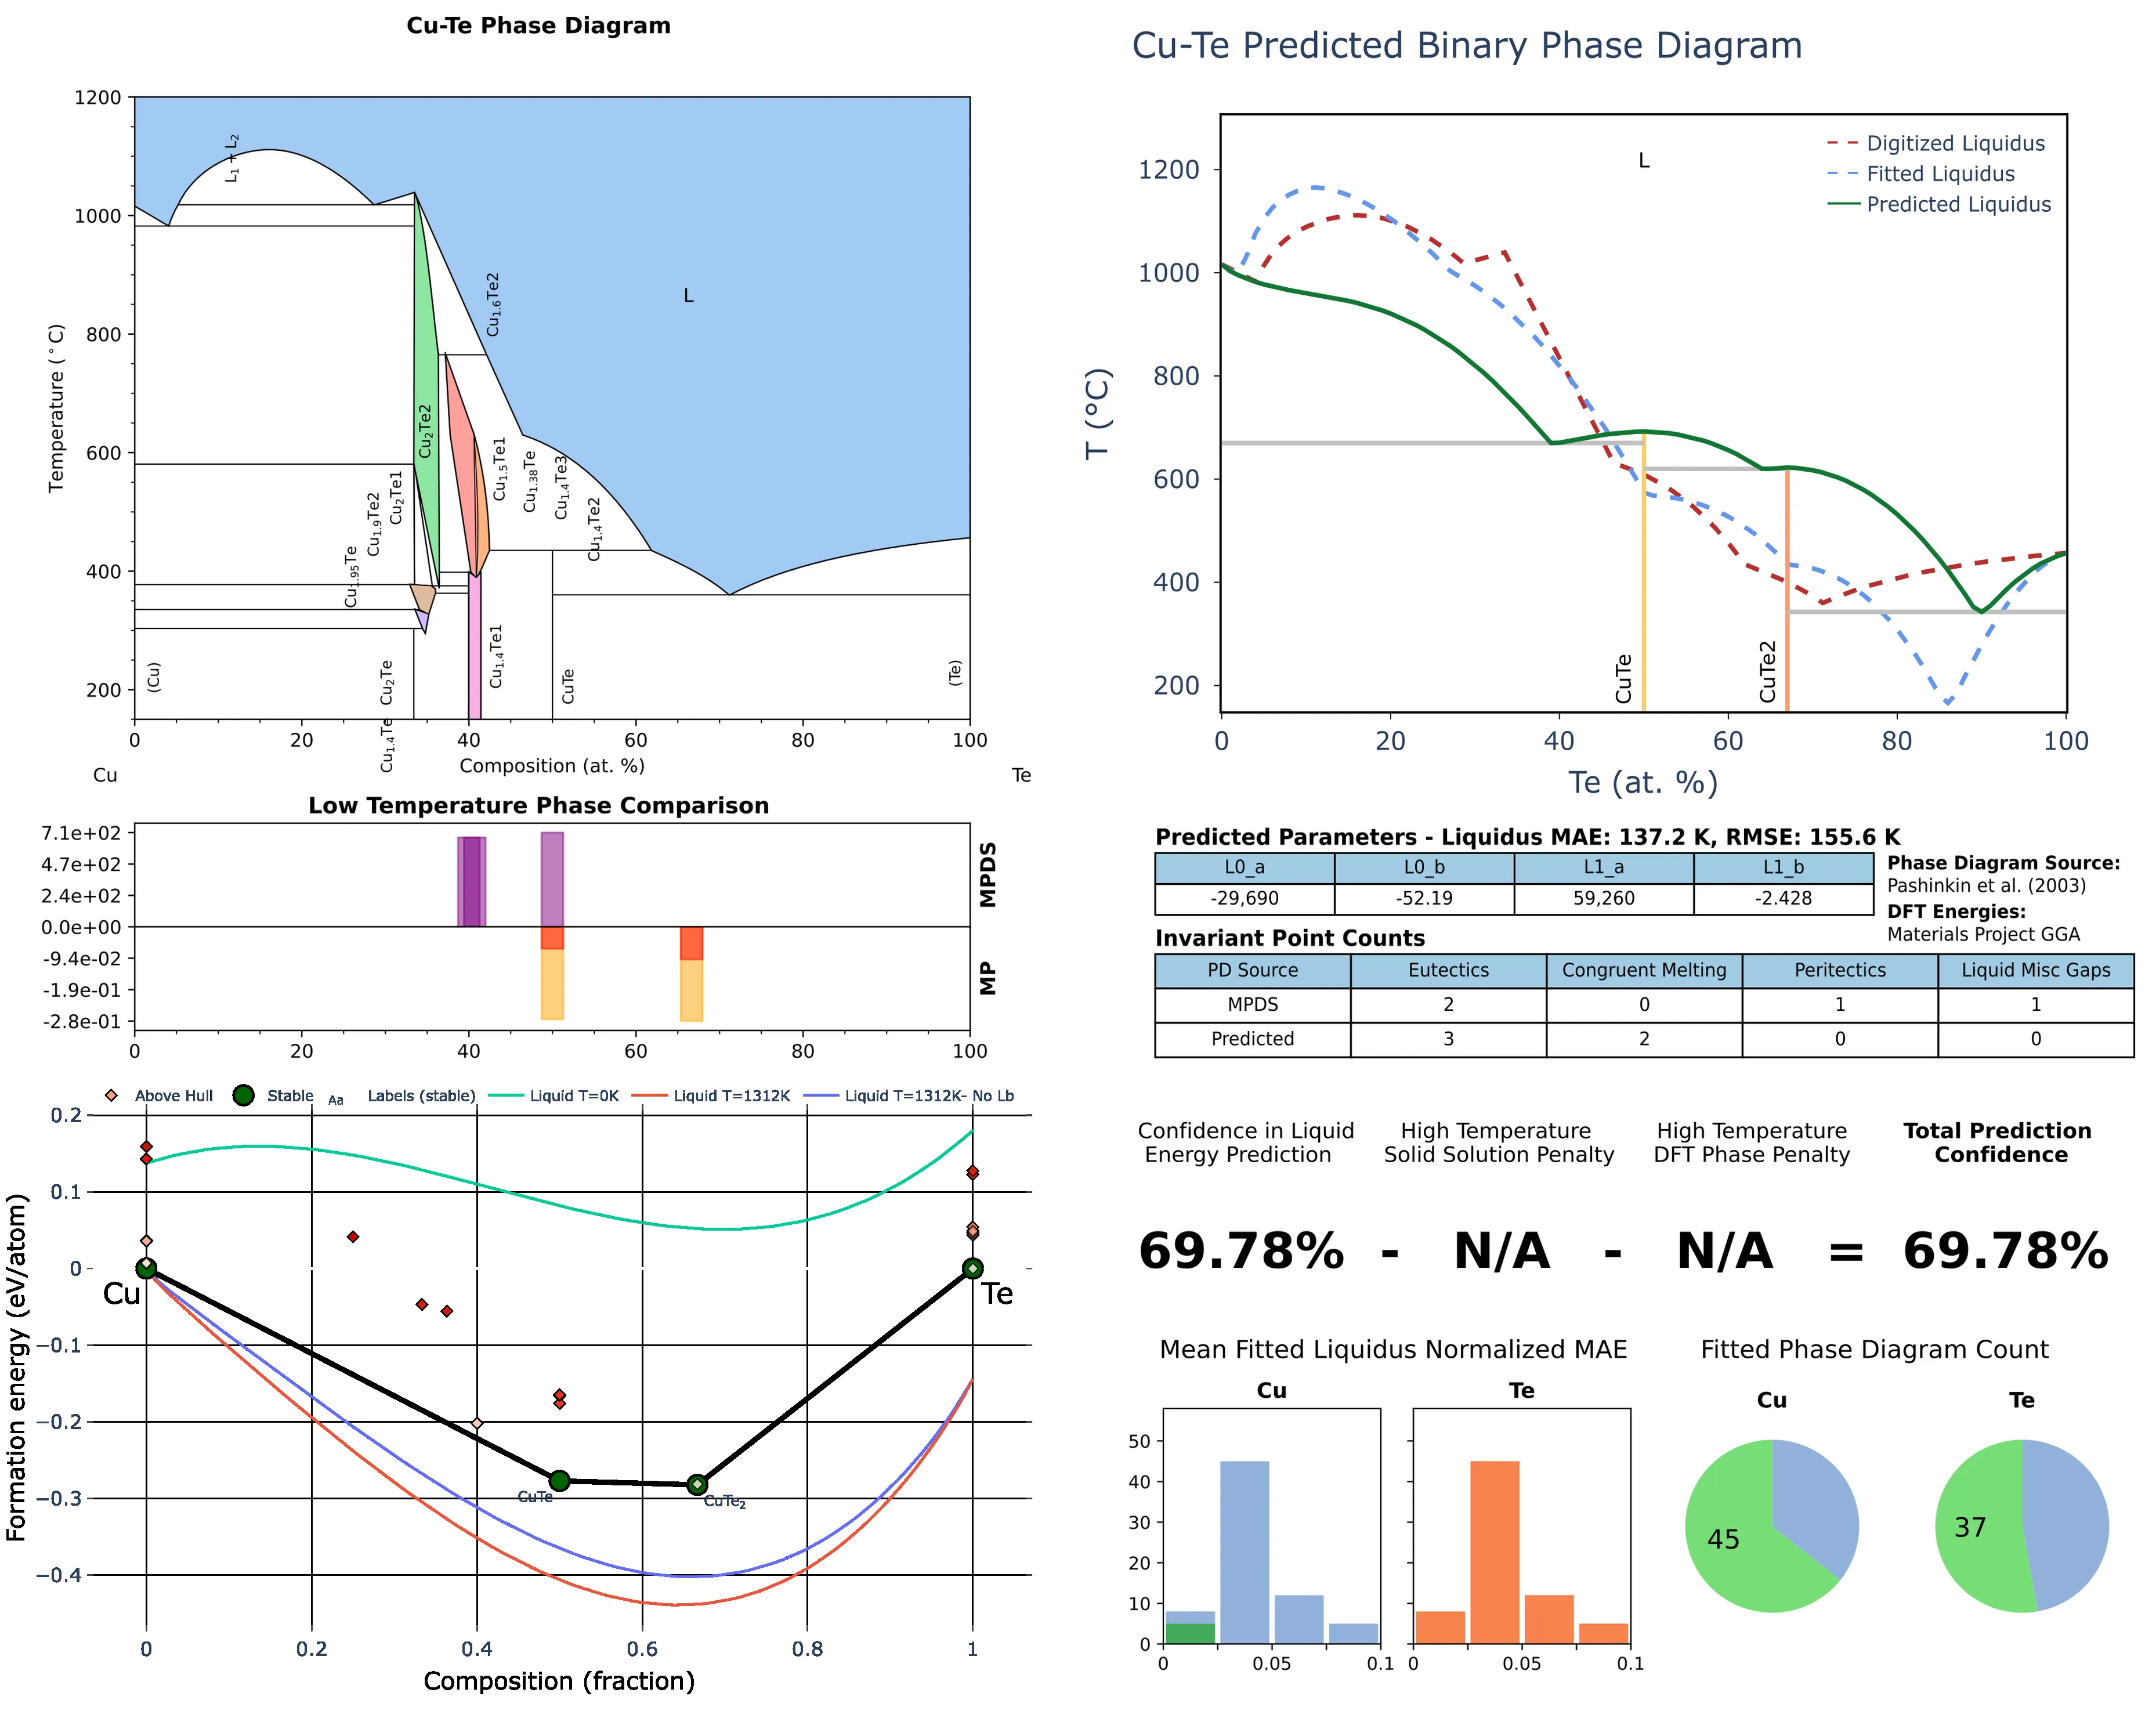 Cu-Te Phase Diagram
1200
1000
800
600
400
200
Temperature (°C)
L₁ + L₂
Cu₁.₆Te2
L
Cu₂Te2
Cu₁.₅Te1
Cu₁.₃₈Te
Cu₁.₄Te3
Cu₁.₄Te2
Cu₂Te1
Cu₁.₉Te2
Cu₁.₉₅Te
(Cu)
Cu₂Te
Cu₁.₄Te
Cu₁.₄Te1
CuTe
(Te)
0 20 40 60 80 100
Cu Composition (at. %) Te
Low Temperature Phase Comparison
7.1e+02
4.7e+02
2.4e+02
0.0e+00
-9.4e-02
-1.9e-01
-2.8e-01
MPDS
MP
0 20 40 60 80 100
Above Hull Stable Aa Labels (stable) Liquid T=0K Liquid T=1312K Liquid T=1312K- No Lb
0.2
0.1
0
−0.1
−0.2
−0.3
−0.4
Formation energy (eV/atom)
Cu
Te
CuTe
CuTe₂
0 0.2 0.4 0.6 0.8 1
Composition (fraction)
Cu-Te Predicted Binary Phase Diagram
L
Digitized Liquidus
Fitted Liquidus
Predicted Liquidus
1200
1000
800
600
400
200
T (°C)
CuTe
CuTe2
0 20 40 60 80 100
Te (at. %)
Predicted Parameters - Liquidus MAE: 137.2 K, RMSE: 155.6 K
L0_a L0_b L1_a L1_b
-29,690 -52.19 59,260 -2.428
Phase Diagram Source:
Pashinkin et al. (2003)
DFT Energies:
Materials Project GGA
Invariant Point Counts
PD Source Eutectics Congruent Melting Peritectics Liquid Misc Gaps
MPDS 2 0 1 1
Predicted 3 2 0 0
Confidence in Liquid
Energy Prediction
High Temperature
Solid Solution Penalty
High Temperature
DFT Phase Penalty
Total Prediction
Confidence
69.78% - N/A - N/A = 69.78%
Mean Fitted Liquidus Normalized MAE
Cu Te
50
40
30
20
10
0
0 0.05 0.1 0 0.05 0.1
Fitted Phase Diagram Count
Cu Te
45 37